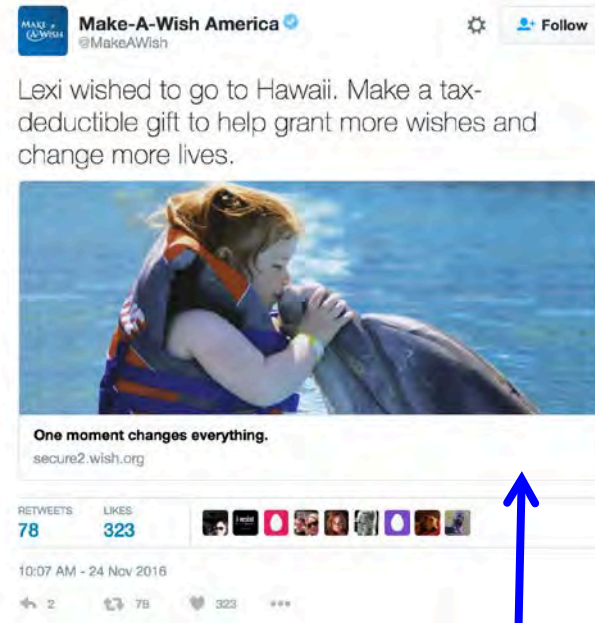 MAKE A-WISH
Make-A-Wish America
@MakeAWish
Follow
Lexi wished to go to Hawaii. Make a tax-
deductible gift to help grant more wishes and
change more lives.
One moment changes everything.
secure2.wish.org
RETWEETS LIKES
78 323
10:07 AM - 24 Nov 2016
2 78 323